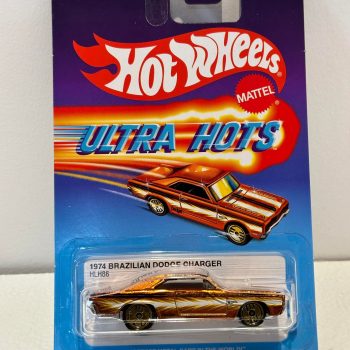 HOT WHEELS
MATTEL
ULTRA HOTS
1974 BRAZILIAN DODGE CHARGER
HLH88